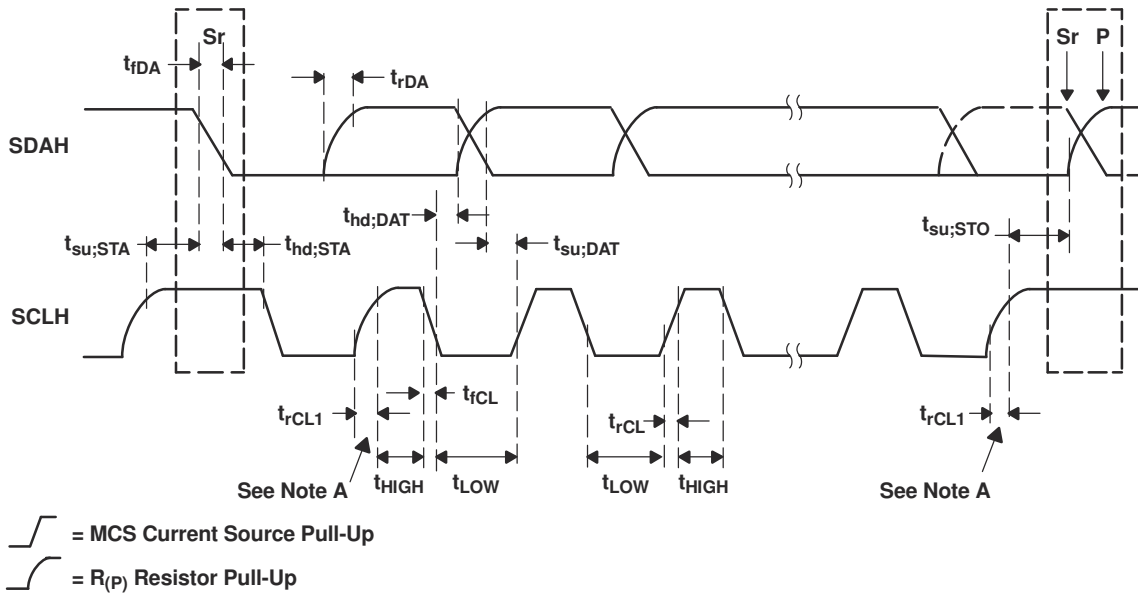 Sr
Sr P
tfDA
trDA
SDAH
thd;DAT
tsu;STA
thd;STA
tsu;DAT
tsu;STO
SCLH
tfCL
trCL1
trCL
trCL1
tHIGH
tLOW
tLOW
tHIGH
See Note A
See Note A
= MCS Current Source Pull-Up
= R(P) Resistor Pull-Up